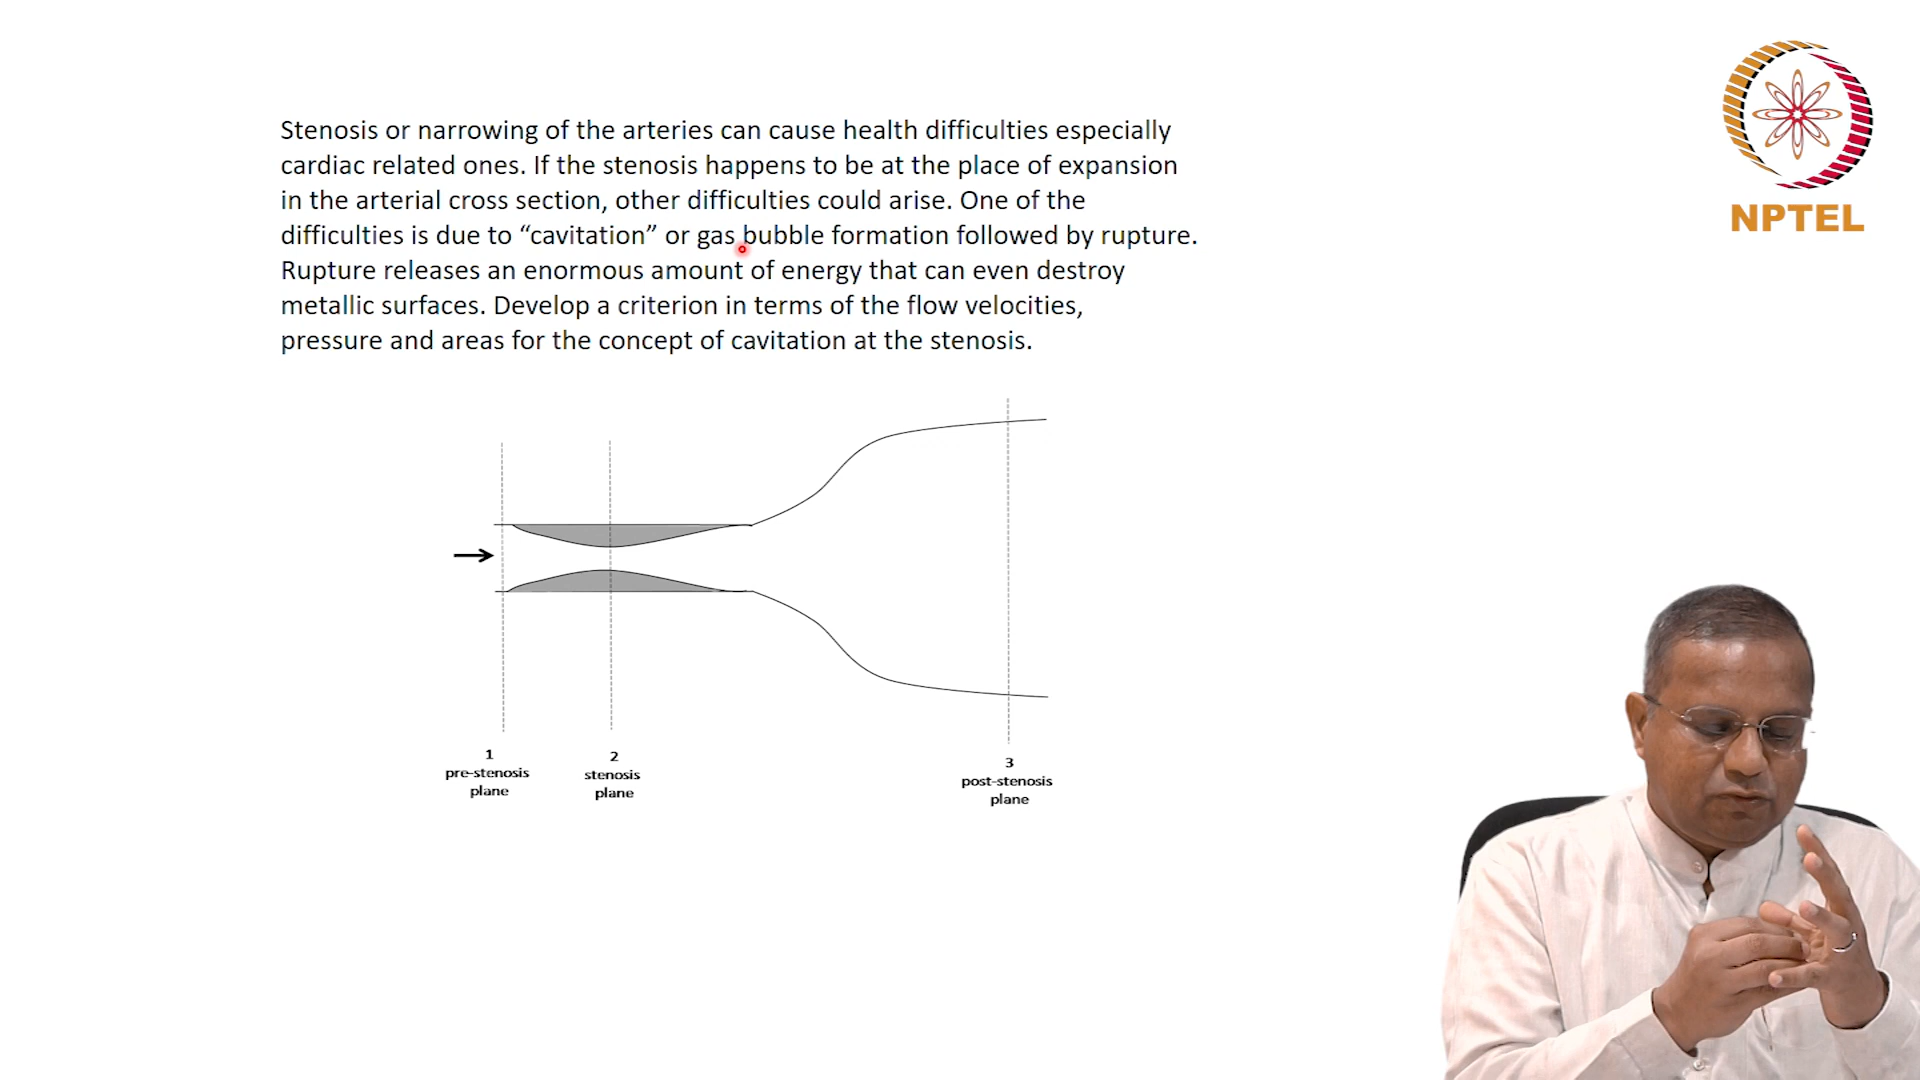 Stenosis or narrowing of the arteries can cause health difficulties especially
cardiac related ones. If the stenosis happens to be at the place of expansion
in the arterial cross section, other difficulties could arise. One of the
difficulties is due to “cavitation” or gas bubble formation followed by rupture.
Rupture releases an enormous amount of energy that can even destroy
metallic surfaces. Develop a criterion in terms of the flow velocities,
pressure and areas for the concept of cavitation at the stenosis.
NPTEL
1
pre-stenosis
plane
2
stenosis
plane
3
post-stenosis
plane